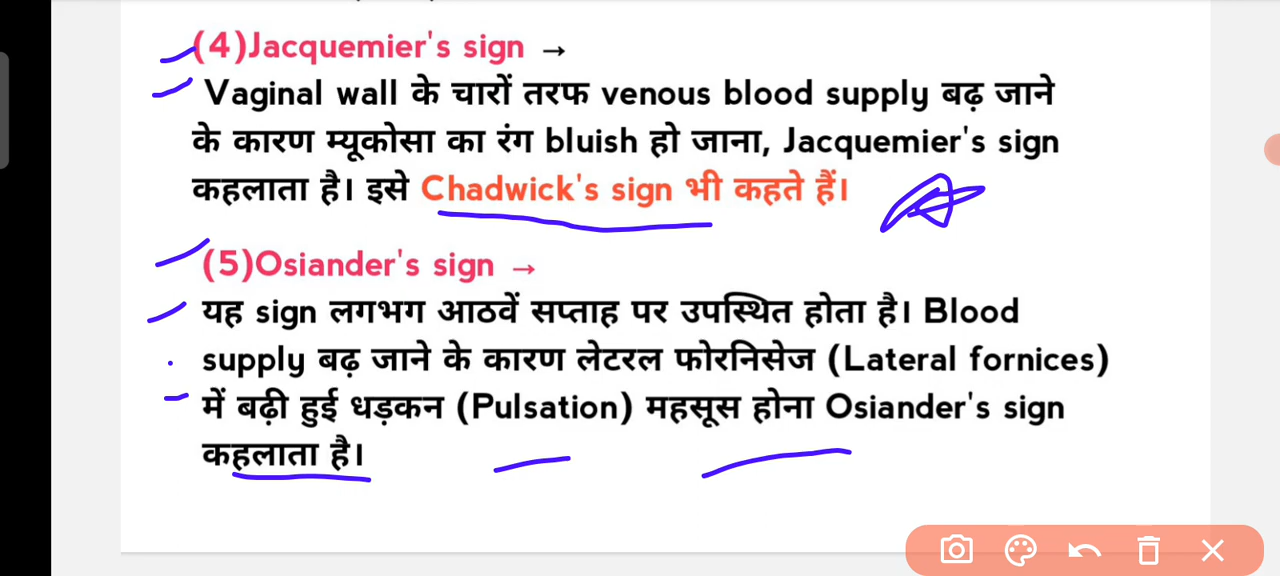 (4)Jacquemier's sign →
Vaginal wall के चारों तरफ venous blood supply बढ़ जाने
के कारण म्यूकोसा का रंग bluish हो जाना, Jacquemier's sign
कहलाता है। इसे Chadwick's sign भी कहते हैं।
(5)Osiander's sign →
यह sign लगभग आठवें सप्ताह पर उपस्थित होता है। Blood
supply बढ़ जाने के कारण लेटरल फोरनिसेज (Lateral fornices)
में बढ़ी हुई धड़कन (Pulsation) महसूस होना Osiander's sign
कहलाता है।